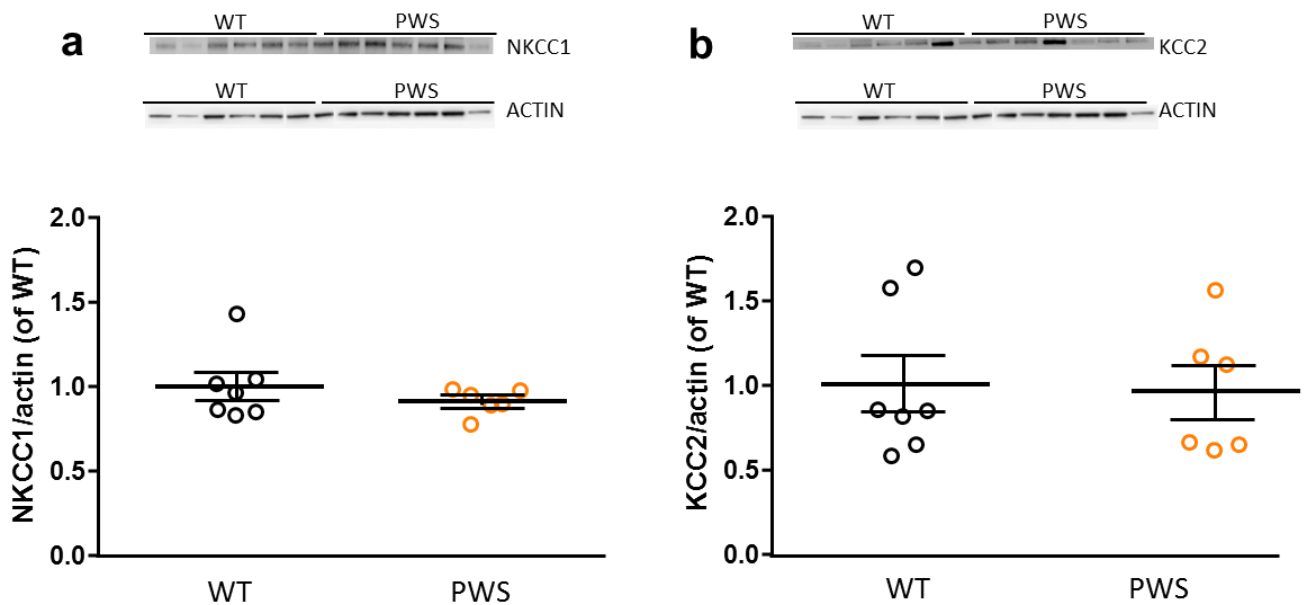 a
WT PWS
NKCC1
WT PWS
ACTIN
NKCC1/actin (of WT)
2.0
1.5
1.0
0.5
0.0
WT PWS
b
WT PWS
KCC2
WT PWS
ACTIN
KCC2/actin (of WT)
2.0
1.5
1.0
0.5
0.0
WT PWS